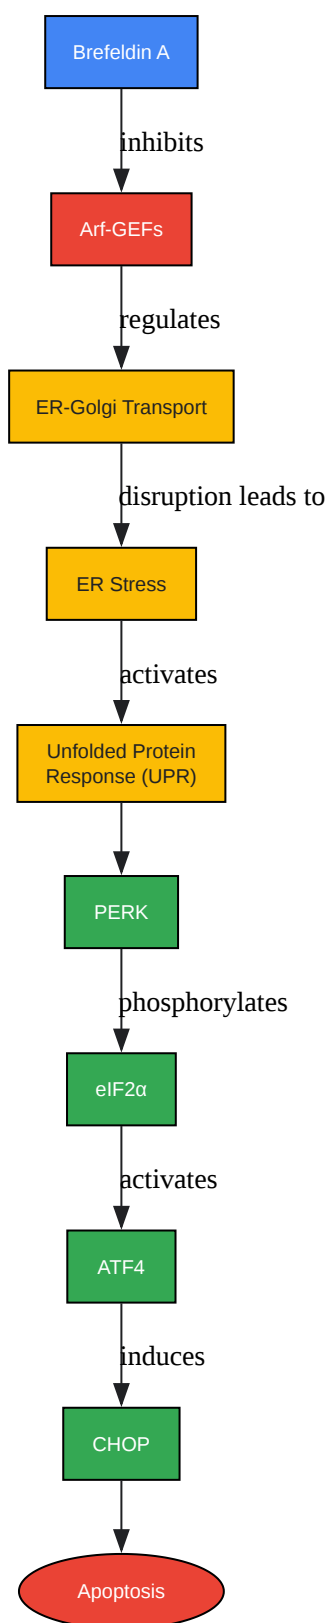 Brefeldin A
inhibits
Arf-GEFs
regulates
ER-Golgi Transport
disruption leads to
ER Stress
activates
Unfolded Protein
Response (UPR)
PERK
phosphorylates
eIF2α
activates
ATF4
induces
CHOP
Apoptosis